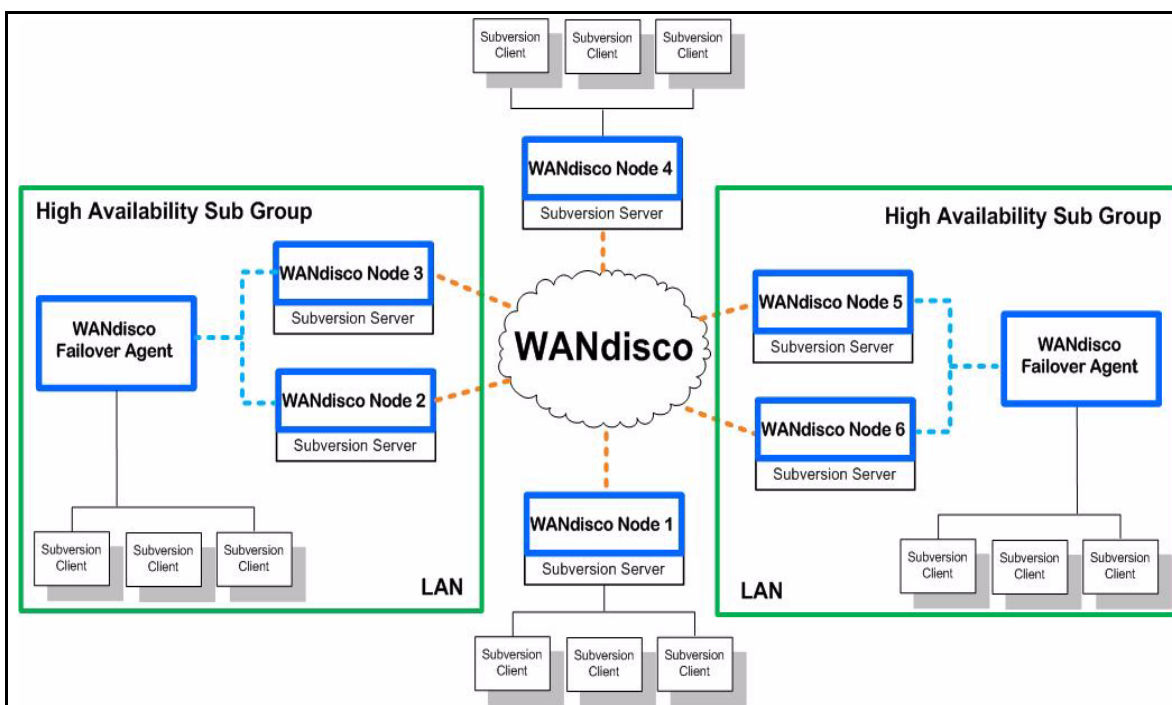 Subversion
Client
Subversion
Client
Subversion
Client
WANdisco Node 4
Subversion Server
High Availability Sub Group
WANdisco Node 3
Subversion Server
WANdisco
Failover Agent
WANdisco Node 2
Subversion Server
Subversion
Client
Subversion
Client
Subversion
Client
LAN
WANdisco
High Availability Sub Group
WANdisco Node 5
Subversion Server
WANdisco
Failover Agent
WANdisco Node 6
Subversion Server
Subversion
Client
Subversion
Client
Subversion
Client
LAN
WANdisco Node 1
Subversion Server
Subversion
Client
Subversion
Client
Subversion
Client